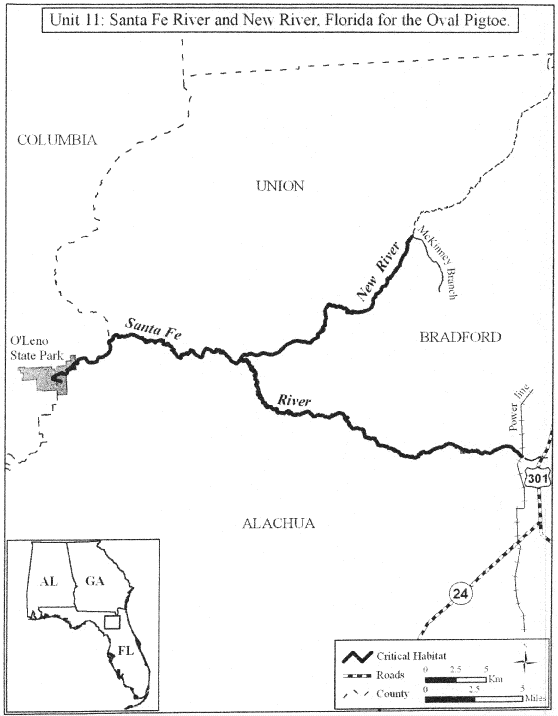 Unit 11: Santa Fe River and New River, Florida for the Oval Pigtoe.
COLUMBIA
UNION
McKinney Branch
New River
Santa Fe
BRADFORD
O'Leno
State Park
River
Power line
301
ALACHUA
AL
GA
FL
24
Critical Habitat
Roads
County
0 2.5 5
Km
0 2.5 5
Miles